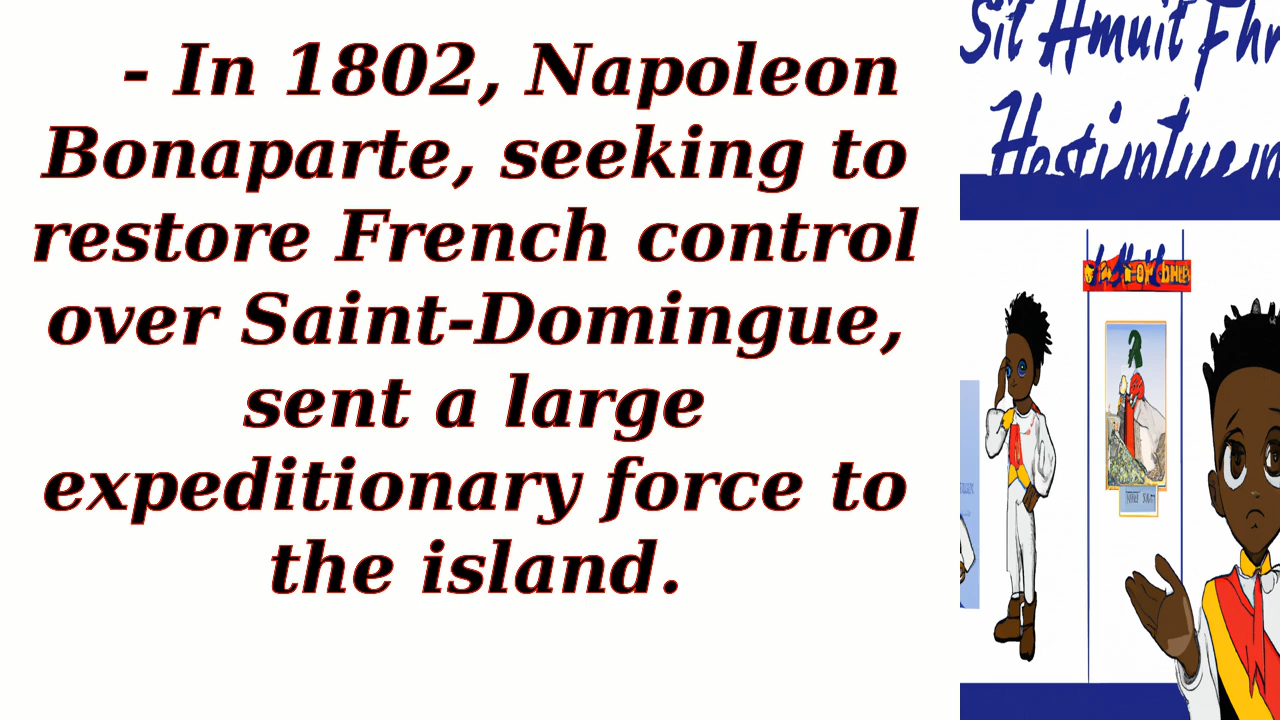 - In 1802, Napoleon
Bonaparte, seeking to
restore French control
over Saint-Domingue,
sent a large
expeditionary force to
the island.